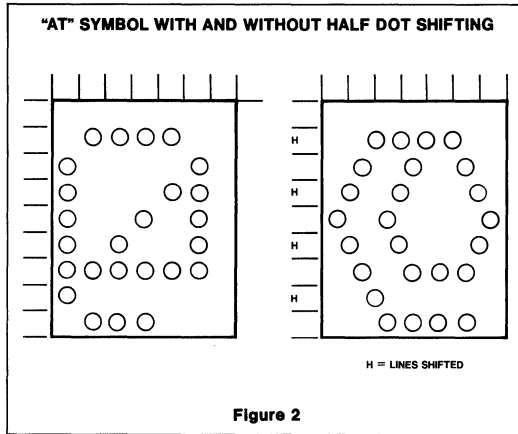 "AT" SYMBOL WITH AND WITHOUT HALF DOT SHIFTING
H
H
H
H
H = LINES SHIFTED
Figure 2